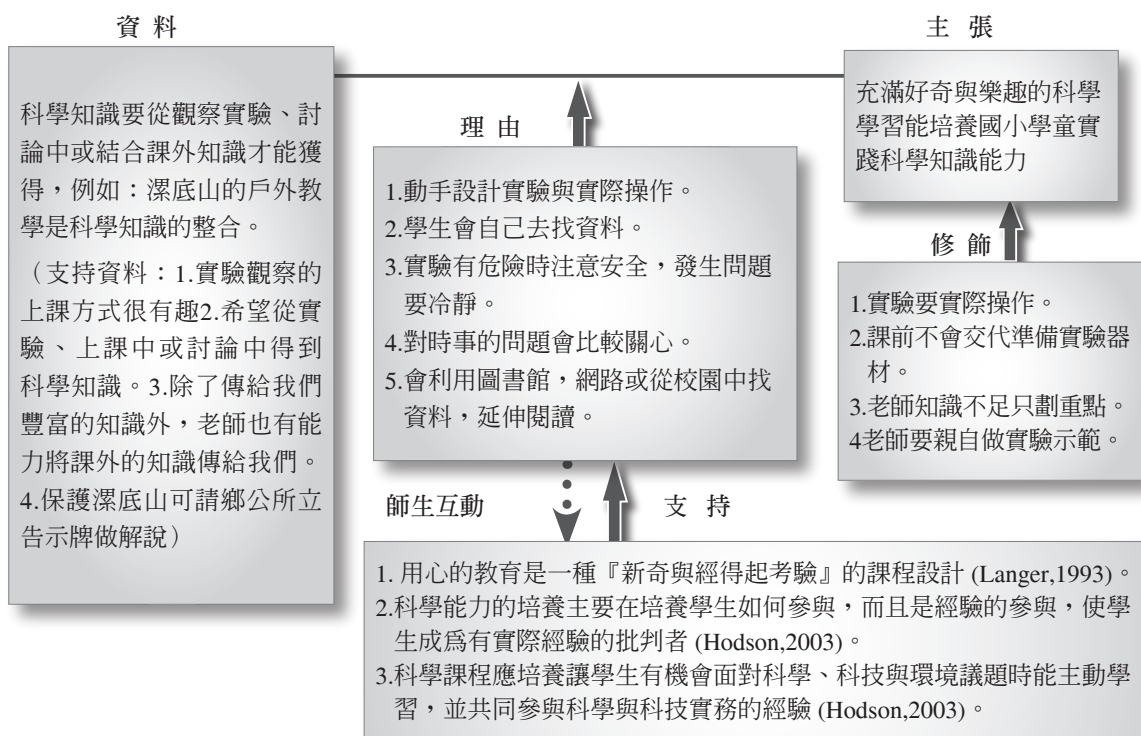 資料
科學知識要從觀察實驗、討
論中或結合課外知識才能獲
得，例如：漯底山的戶外教
學是科學知識的整合。
（支持資料：1.實驗觀察的
上課方式很有趣2.希望從實
驗、上課中或討論中得到
科學知識。3.除了傳給我們
豐富的知識外，老師也有能
力將課外的知識傳給我們。
4.保護漯底山可請鄉公所立
告示牌做解說）
理由
1.動手設計實驗與實際操作。
2.學生會自己去找資料。
3.實驗有危險時注意安全，發生問題
要冷靜。
4.對時事的問題會比較關心。
5.會利用圖書館，網路或從校園中找
資料，延伸閱讀。
主張
充滿好奇與樂趣的科學
學習能培養國小學童實
踐科學知識能力
修飾
1.實驗要實際操作。
2.課前不會交代準備實驗器
材。
3.老師知識不足只劃重點。
4老師要親自做實驗示範。
師生互動
支持
1. 用心的教育是一種『新奇與經得起考驗』的課程設計 (Langer,1993)。
2.科學能力的培養主要在培養學生如何參與，而且是經驗的參與，使學
生成爲有實際經驗的批判者 (Hodson,2003)。
3.科學課程應培養讓學生有機會面對科學、科技與環境議題時能主動學
習，並共同參與科學與科技實務的經驗 (Hodson,2003)。